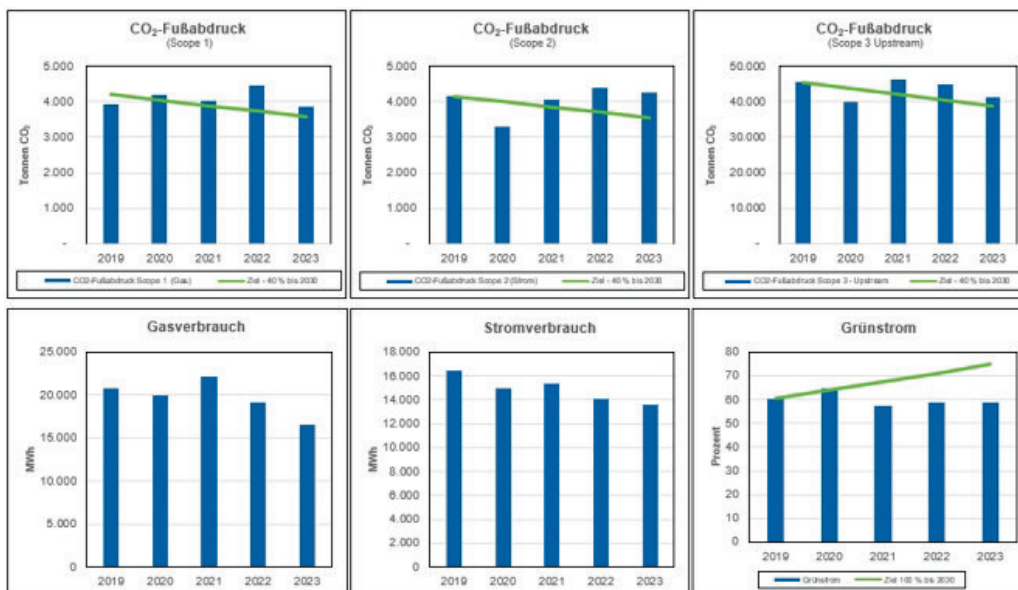 CO₂-Fußabdruck
(Scope 1)
Tonnen CO₂
5.000
4.000
3.000
2.000
1.000
-
2019 2020 2021 2022 2023
CO2-Fußabdruck Scope 1 (Gas) Ziel - 40 % bis 2030
CO₂-Fußabdruck
(Scope 2)
Tonnen CO₂
5.000
4.000
3.000
2.000
1.000
-
2019 2020 2021 2022 2023
CO2-Fußabdruck Scope 2 (Strom) Ziel - 40 % bis 2030
CO₂-Fußabdruck
(Scope 3 Upstream)
Tonnen CO₂
50.000
40.000
30.000
20.000
10.000
-
2019 2020 2021 2022 2023
CO2-Fußabdruck Scope 3 - Upstream Ziel - 40 % bis 2030
Gasverbrauch
MWh
25.000
20.000
15.000
10.000
5.000
0
2019 2020 2021 2022 2023
Stromverbrauch
MWh
18.000
16.000
14.000
12.000
10.000
8.000
6.000
4.000
2.000
0
2019 2020 2021 2022 2023
Grünstrom
Prozent
80
70
60
50
40
30
20
10
0
2019 2020 2021 2022 2023
Grünstrom Ziel 100 % bis 2030